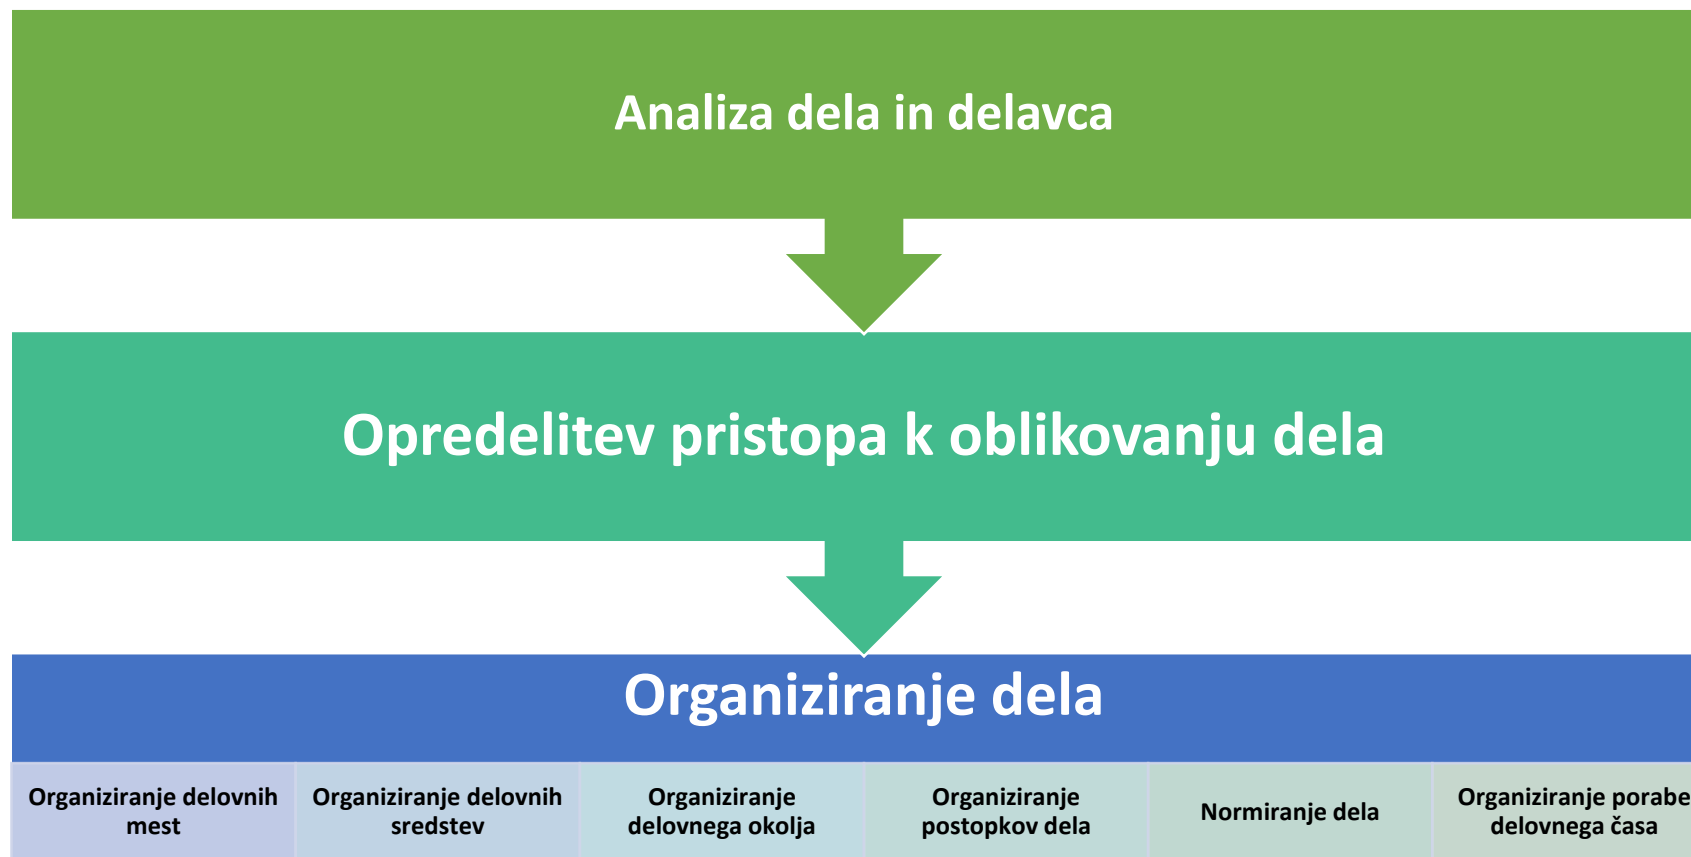 Analiza dela in delavca
Opredelitev pristopa k oblikovanju dela
Organiziranje dela
Organiziranje delovnih
mest
Organiziranje delovnih
sredstev
Organiziranje
delovnega okolja
Organiziranje
postopkov dela
Normiranje dela
Organiziranje porabe
delovnega časa